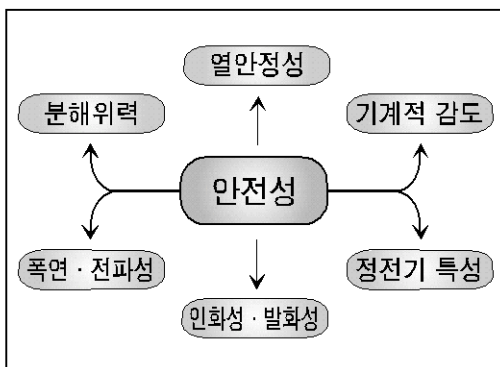 열안정성
분해위력
기계적 감도
안전성
폭연 · 전파성
정전기 특성
인화성 · 발화성